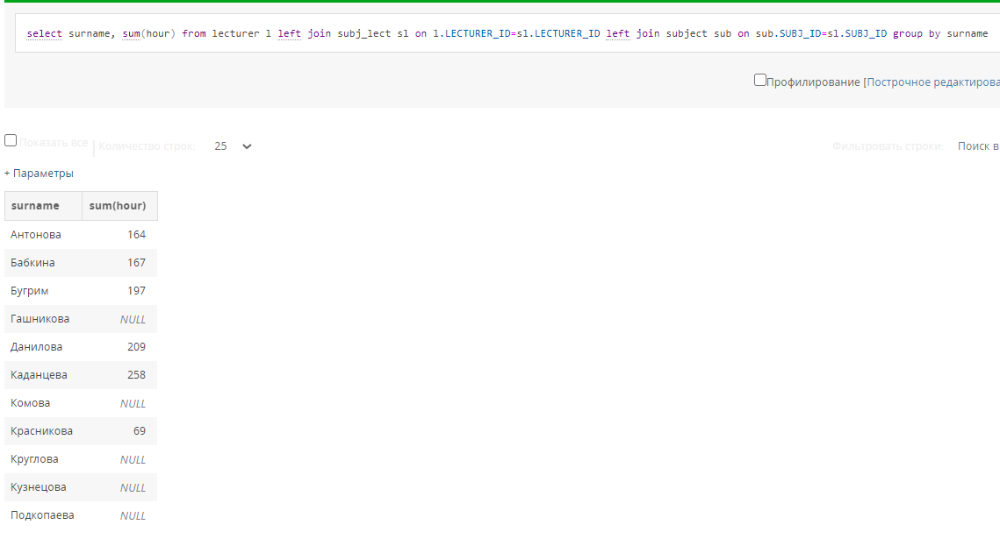 select surname, sum(hour) from lecturer l left join subj_lect sl on l.LECTURER_ID=sl.LECTURER_ID left join subject sub on sub.SUBJ_ID=sl.SUBJ_ID group by surname
Профилирование [Построчное редактирова
Показать все | Количество строк: 25 Фильтровать строки: Поиск в
+ Параметры
surname sum(hour)
Антонова 164
Бабкина 167
Бугрим 197
Гашникова NULL
Данилова 209
Каданцева 258
Комова NULL
Красникова 69
Круглова NULL
Кузнецова NULL
Подкопаева NULL